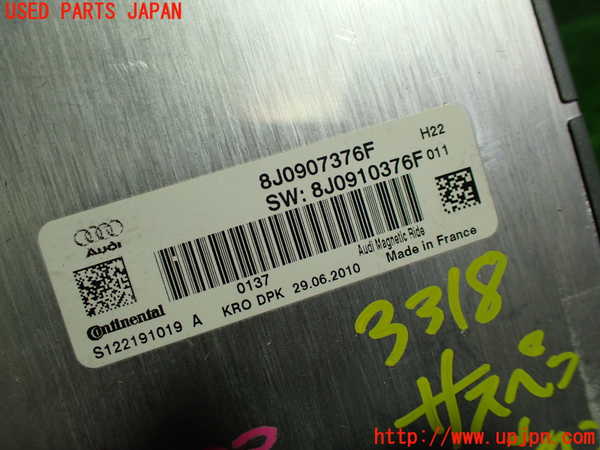 USED PARTS JAPAN
8J0907376F
H22
SW: 8J0910376F 011
Audi
0137
Audi Magnetic Ride
Continental
KRO DPK 29.06.2010
Made in France
S122191019 A
3318
サスペン
http://www.upjpn.com/